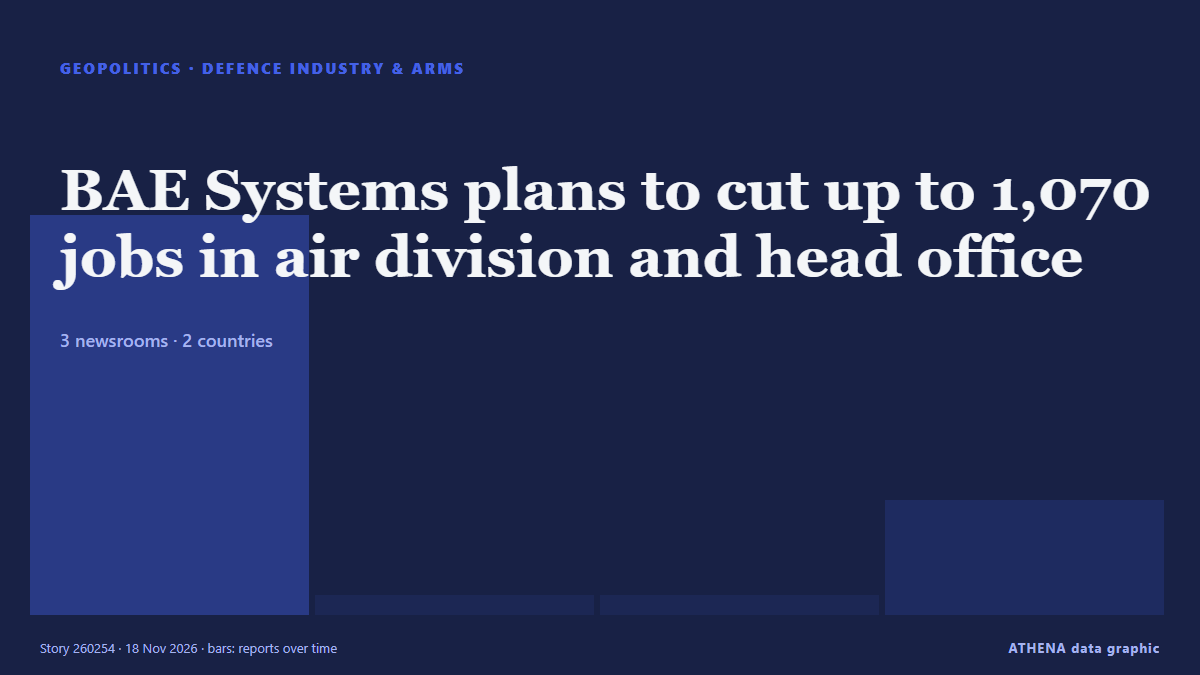 GEOPOLITICS · DEFENCE INDUSTRY & ARMS
BAE Systems plans to cut up to 1,070
jobs in air division and head office
3 newsrooms · 2 countries
Story 260254 · 18 Nov 2026 · bars: reports over time
ATHENA data graphic